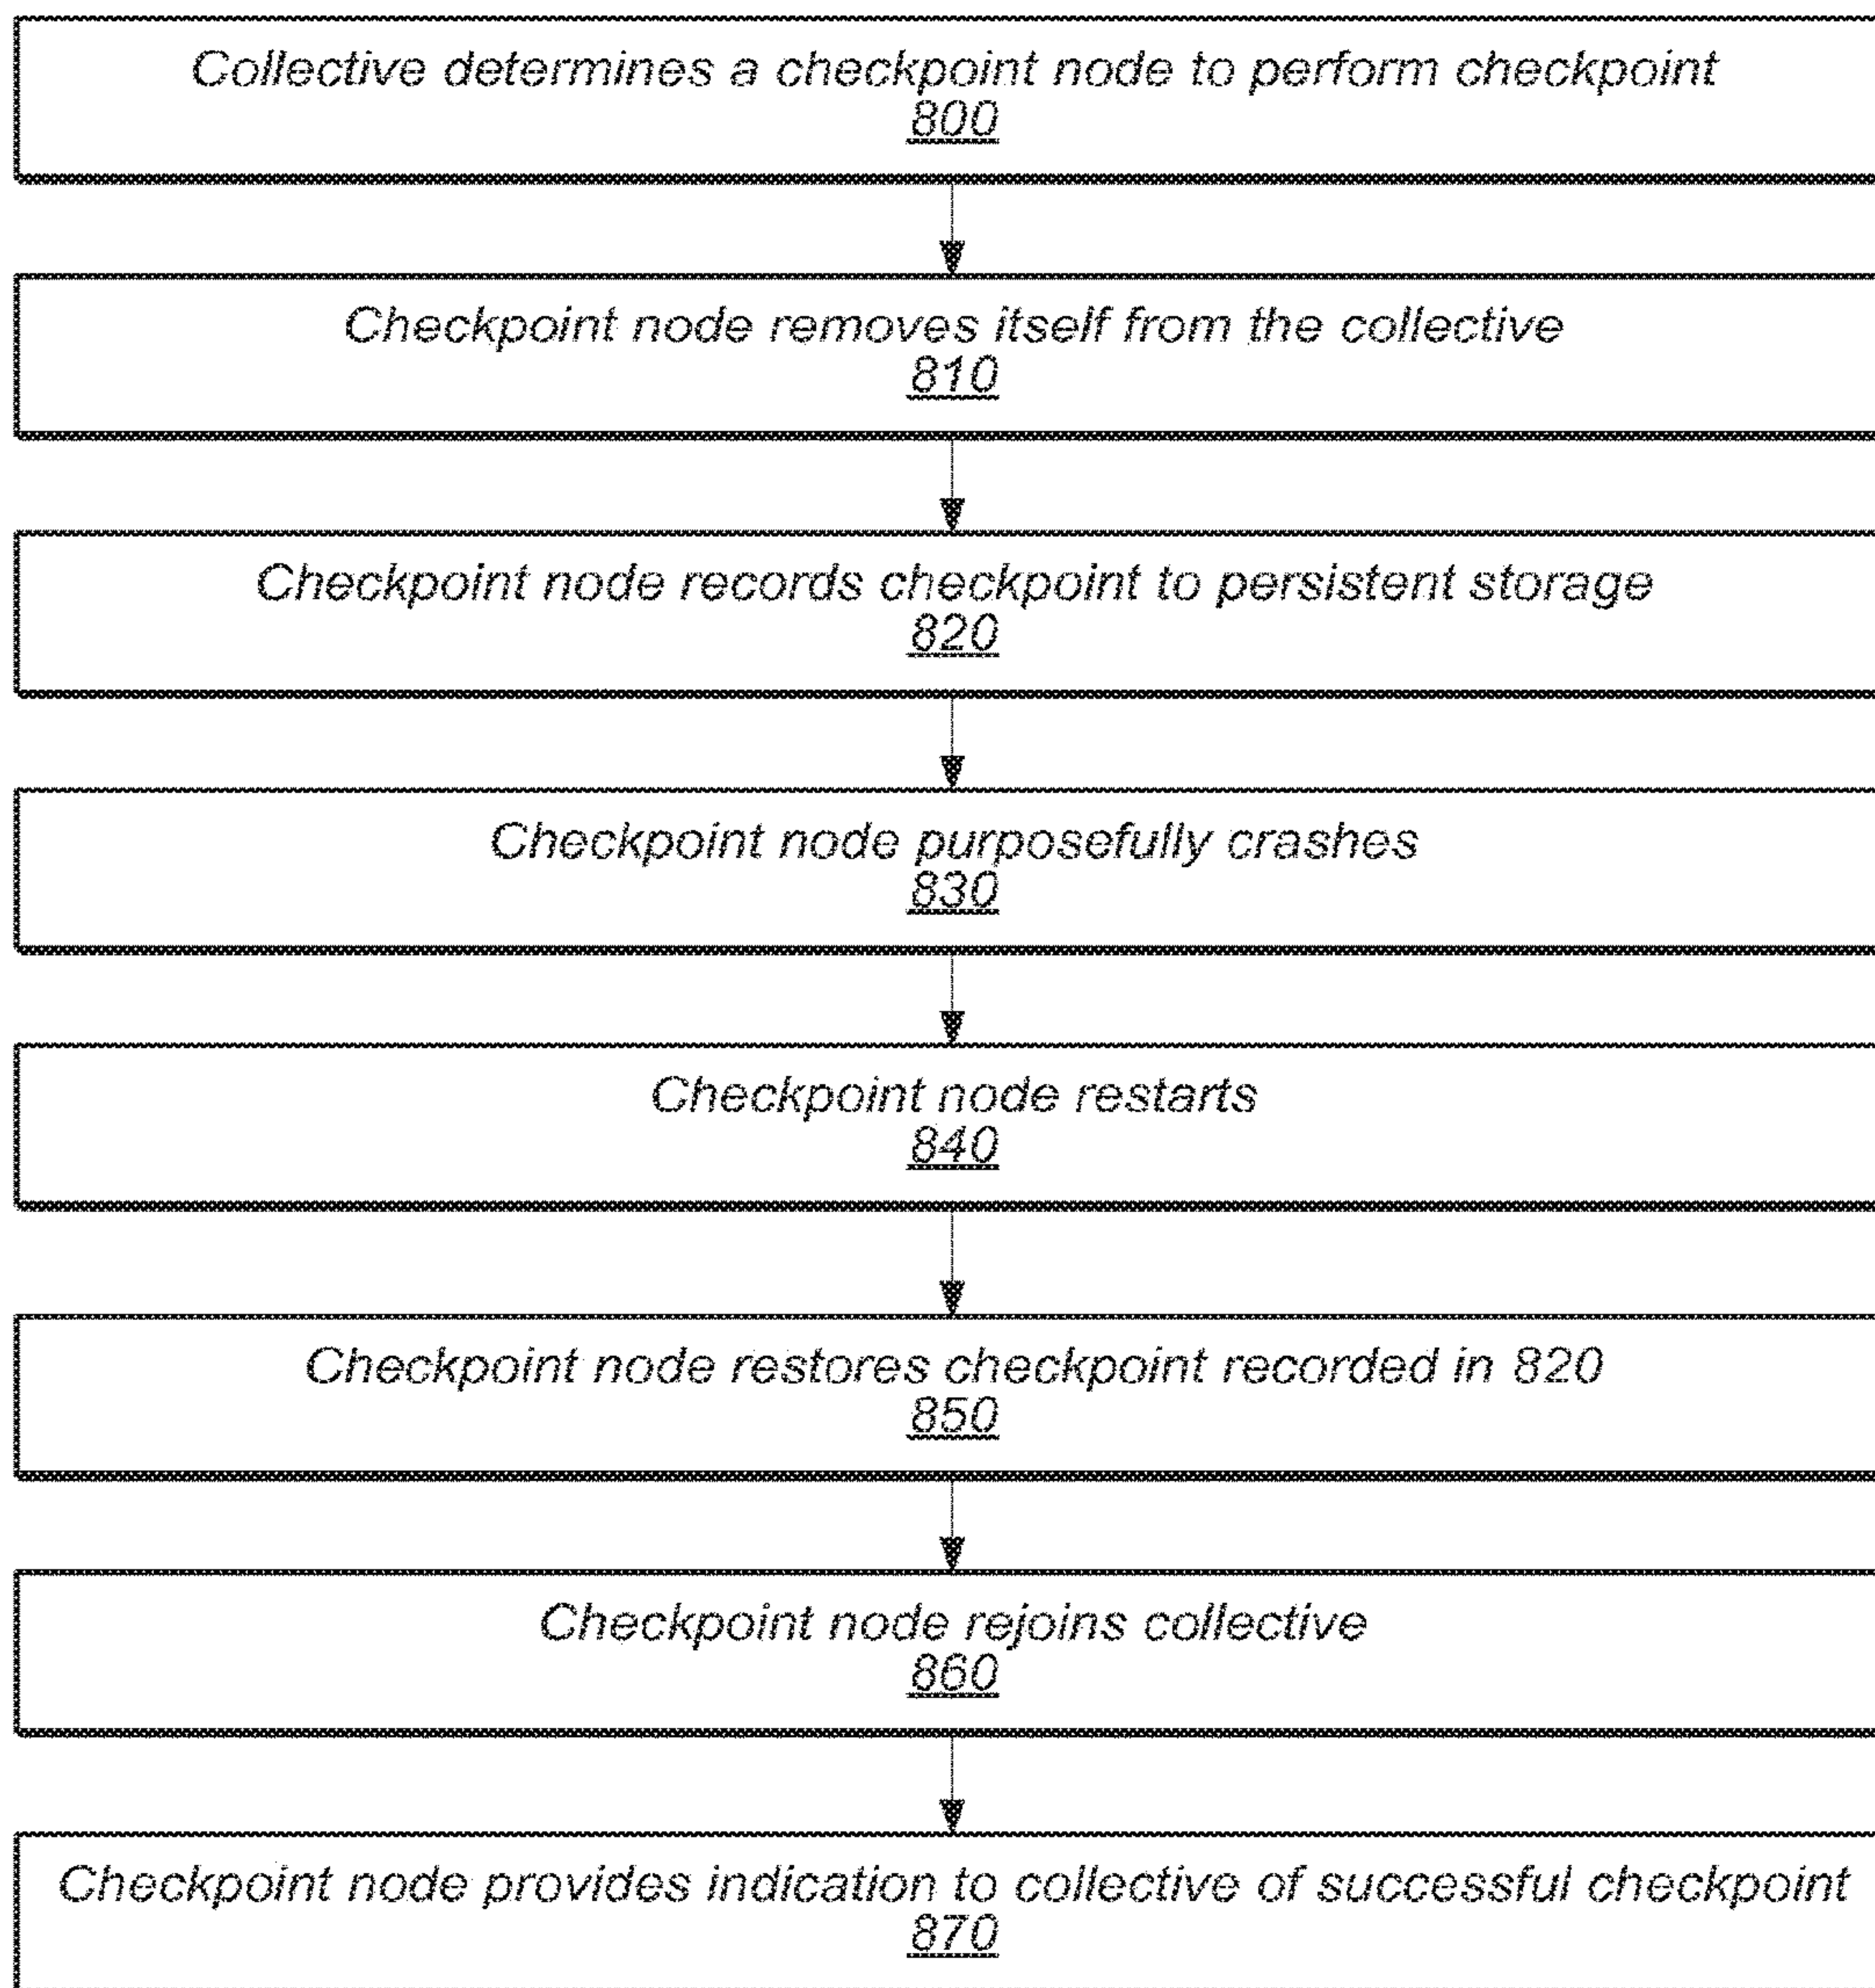 Collective determines a checkpoint node to perform checkpoint
800
Checkpoint node removes itself from the collective
810
Checkpoint node records checkpoint to persistent storage
820
Checkpoint node purposefully crashes
830
Checkpoint node restarts
840
Checkpoint node restores checkpoint recorded in 820
850
Checkpoint node rejoins collective
860
Checkpoint node provides indication to collective of successful checkpoint
870